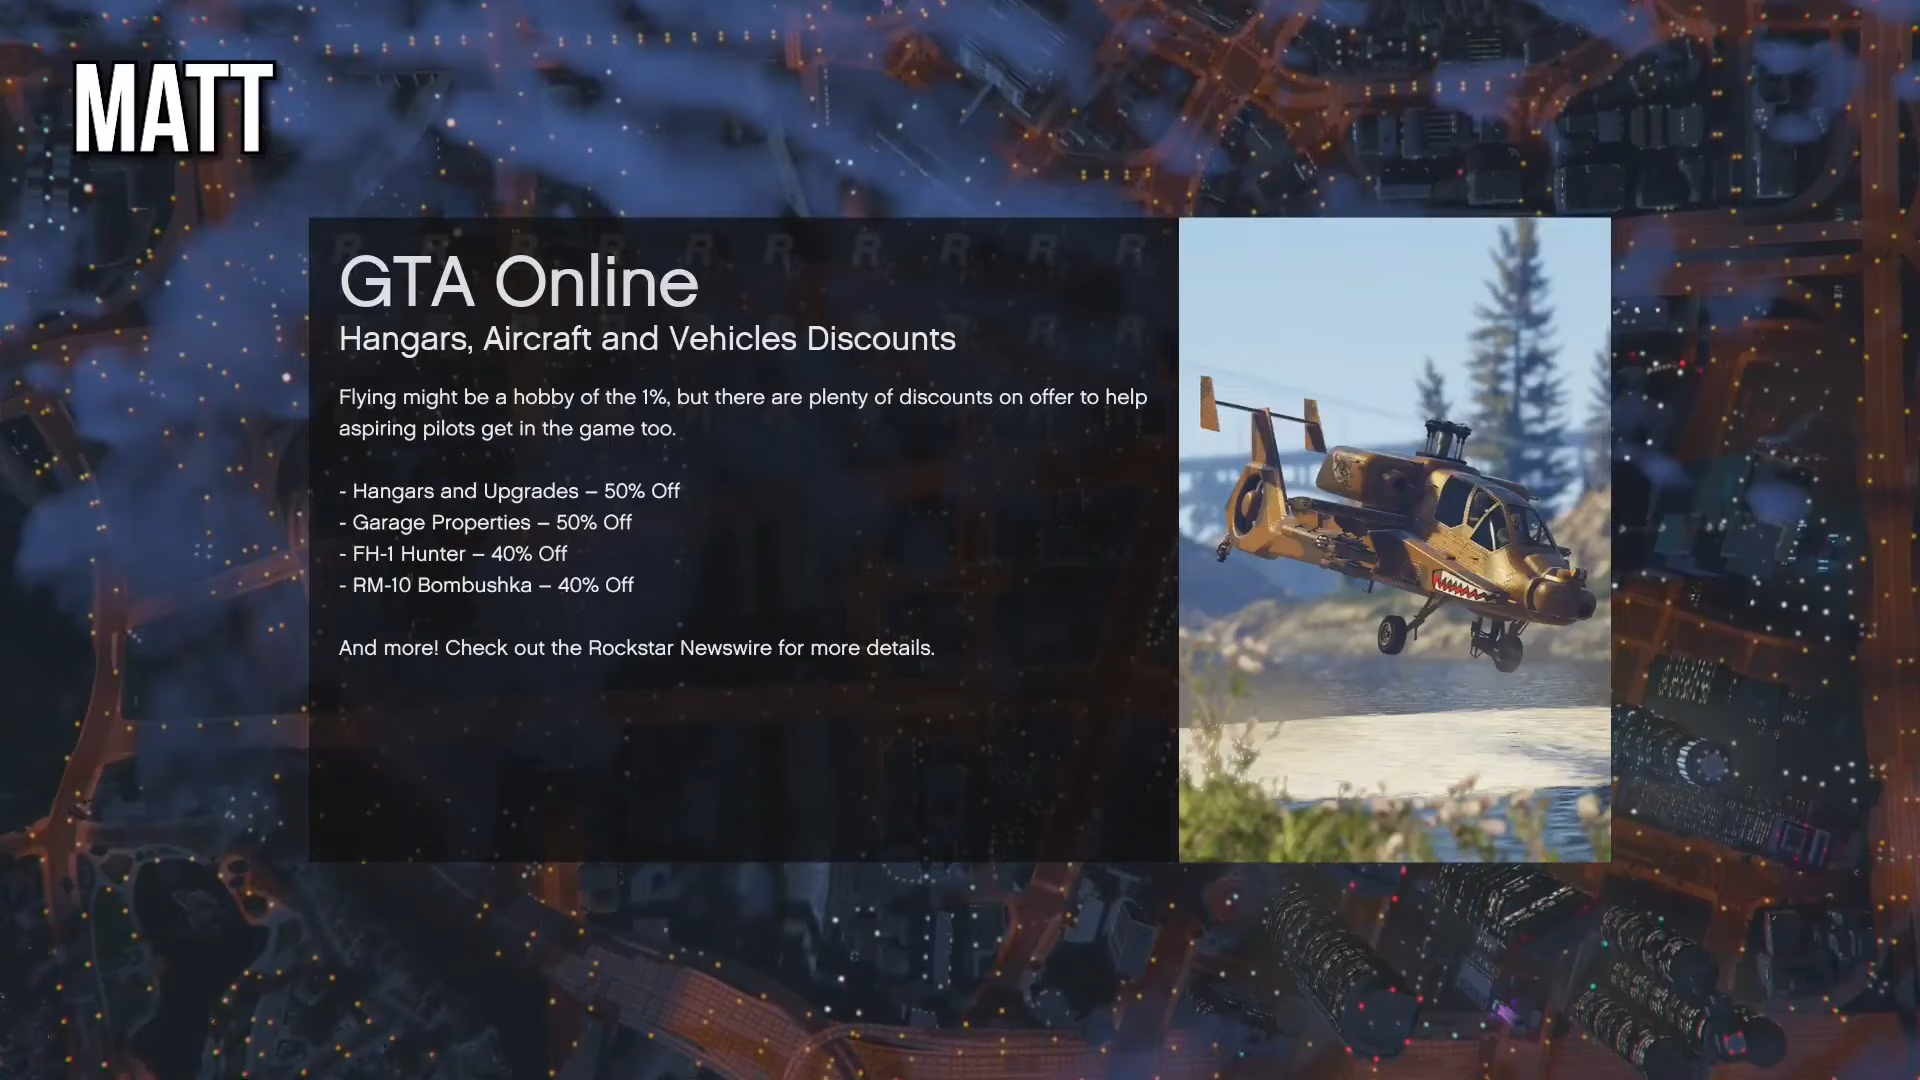 MATT
GTA Online
Hangars, Aircraft and Vehicles Discounts
Flying might be a hobby of the 1%, but there are plenty of discounts on offer to help
aspiring pilots get in the game too.
- Hangars and Upgrades – 50% Off
- Garage Properties – 50% Off
- FH-1 Hunter – 40% Off
- RM-10 Bombushka – 40% Off
And more! Check out the Rockstar Newswire for more details.